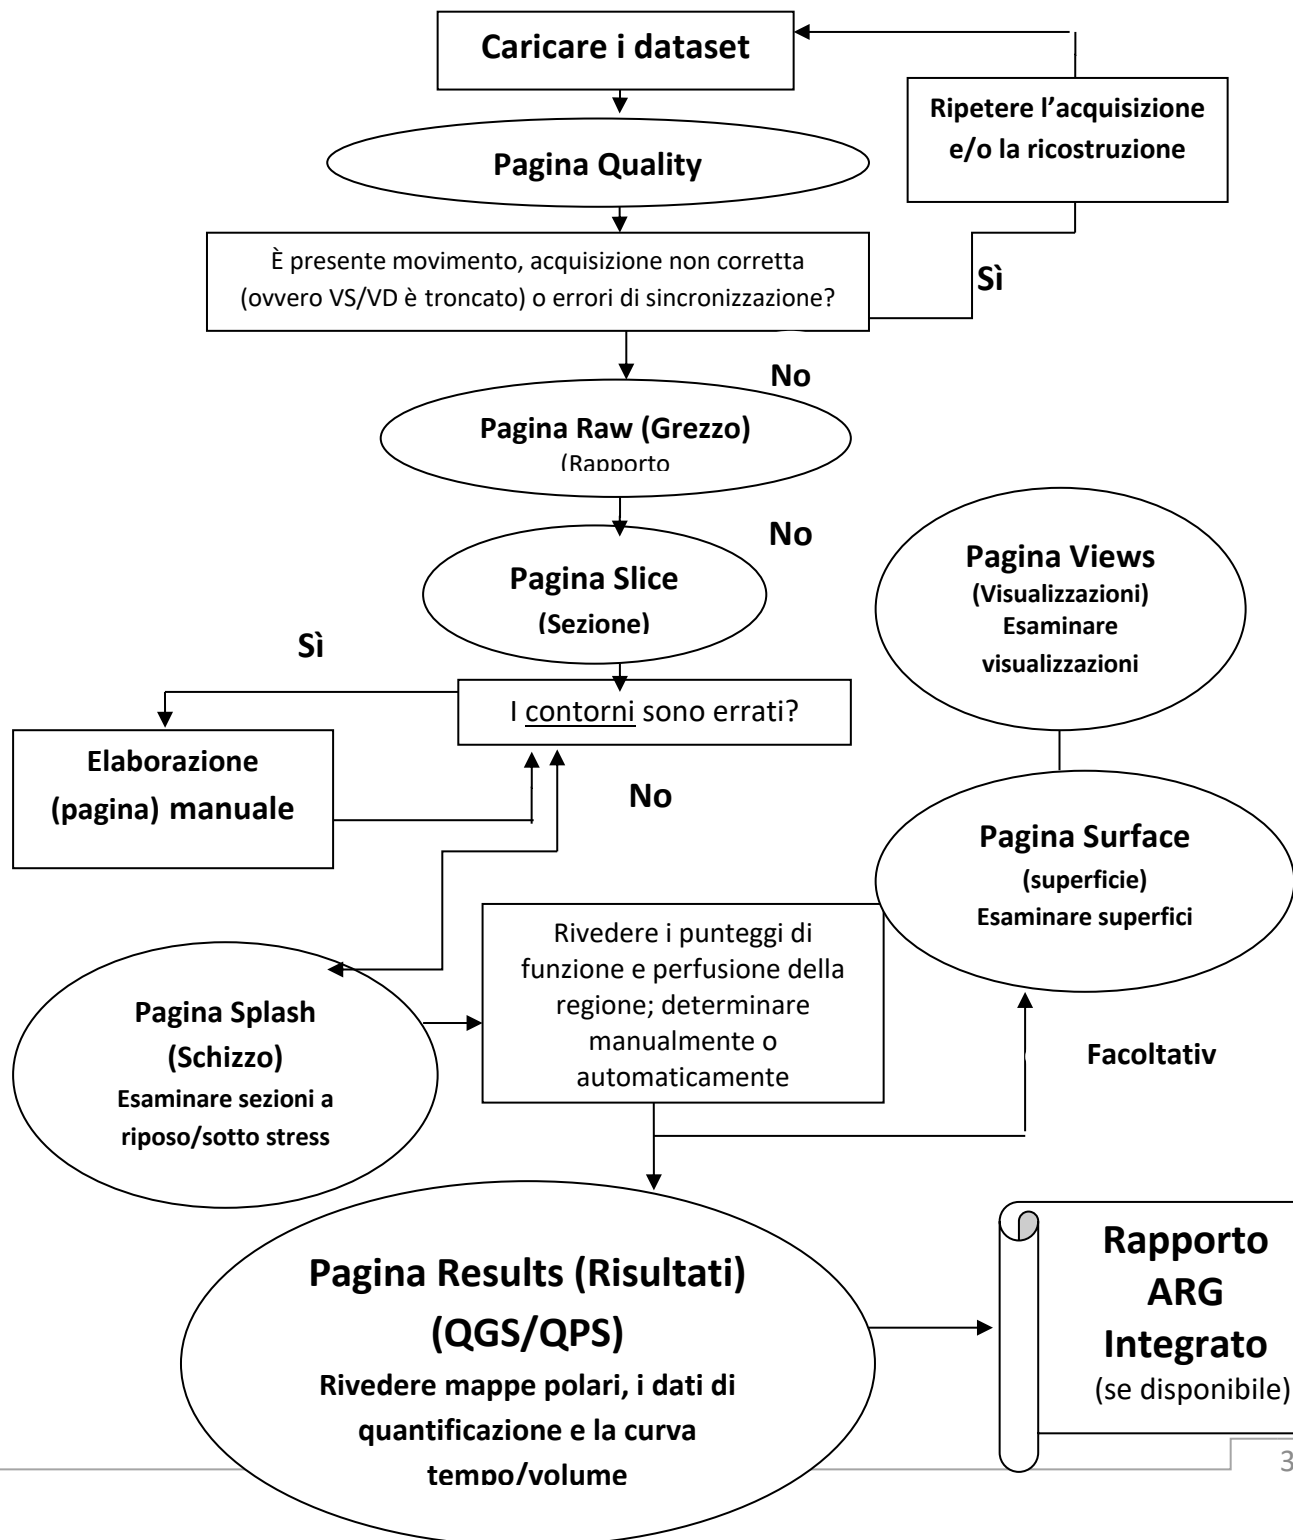 Caricare i dataset
Ripetere l’acquisizione
e/o la ricostruzione
Pagina Quality
È presente movimento, acquisizione non corretta
(ovvero VS/VD è troncato) o errori di sincronizzazione?
Sì
No
Pagina Raw (Grezzo)
(Rapporto
No
Pagina Slice
(Sezione)
Pagina Views
(Visualizzazioni)
Esaminare
visualizzazioni
Sì
I contorni sono errati?
Elaborazione
(pagina) manuale
No
Pagina Surface
(superficie)
Esaminare superfici
Rivedere i punteggi di
funzione e perfusione della
regione; determinare
manualmente o
automaticamente
Pagina Splash
(Schizzo)
Esaminare sezioni a
riposo/sotto stress
Facoltativ
Pagina Results (Risultati)
(QGS/QPS)
Rivedere mappe polari, i dati di
quantificazione e la curva
tempo/volume
Rapporto
ARG
Integrato
(se disponibile)
3